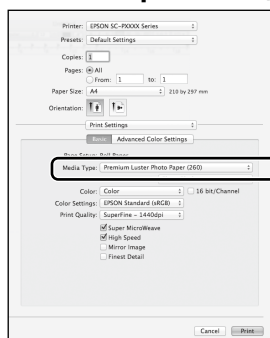 Printer: EPSON SC-PXXXX Series
Presets: Default Settings
Copies: 1
Pages: All
From: 1 to: 1
Paper Size: A4 210 by 297 mm
Orientation:
Print Settings
Basic Advanced Color Settings
Page Setup: Roll Paper
Media Type: Premium Luster Photo Paper (260)
Color: Color 16 bit/Channel
Color Settings: EPSON Standard (sRGB)
Print Quality: SuperFine - 1440dpi
Super MicroWeave
High Speed
Mirror Image
Finest Detail
Cancel Print